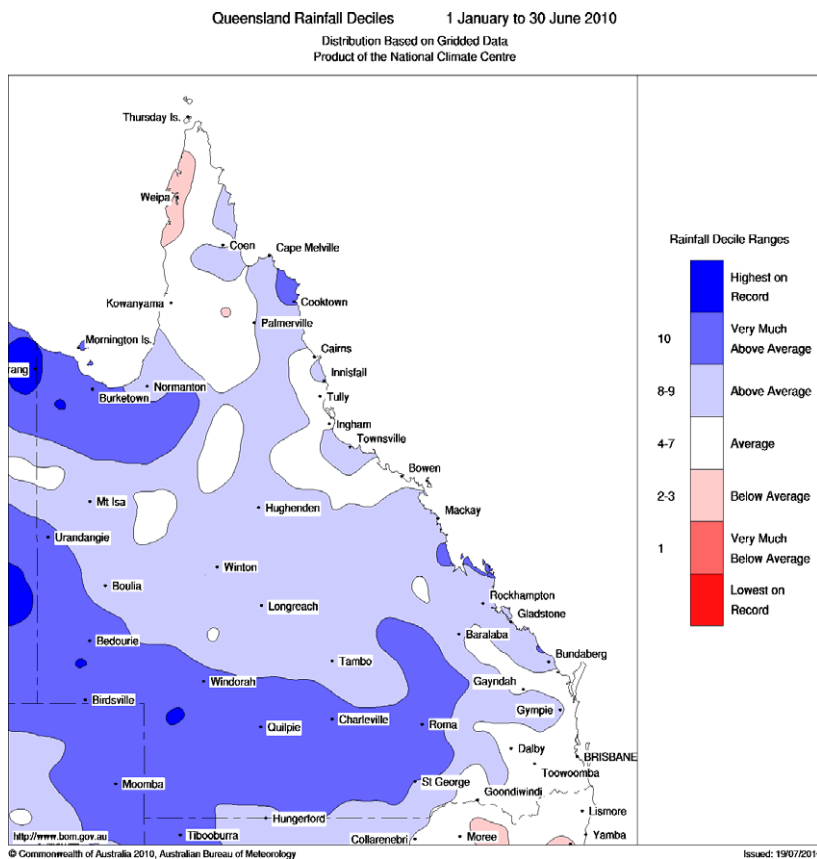 Queensland Rainfall Deciles 1 January to 30 June 2010
Distribution Based on Gridded Data
Product of the National Climate Centre
Thursday Is.
Weipa
Coen
Cape Melville
Kowanyama
Cooktown
Palmerville
Mornington Is.
Cairns
rang
Innisfail
Normanton
Burketown
Tully
Ingham
Townsville
Bowen
Mt Isa
Hughenden
Mackay
Urandangie
Winton
Boulia
Rockhampton
Longreach
Gladstone
Baralaba
Bedourie
Tambo
Bundaberg
Windorah
Gayndah
Birdsville
Gympie
Quilpie
Charleville
Roma
Dalby
BRISBANE
Toowoomba
Moomba
St George
Goondiwindi
Hungerford
Lismore
http://www.bom.gov.au
Tibooburra
Collarenebri
Moree
Yamba
Rainfall Decile Ranges
Highest on
Record
10
Very Much
Above Average
8-9
Above Average
4-7
Average
2-3
Below Average
1
Very Much
Below Average
Lowest on
Record
© Commonwealth of Australia 2010, Australian Bureau of Meteorology
Issued: 19/07/201